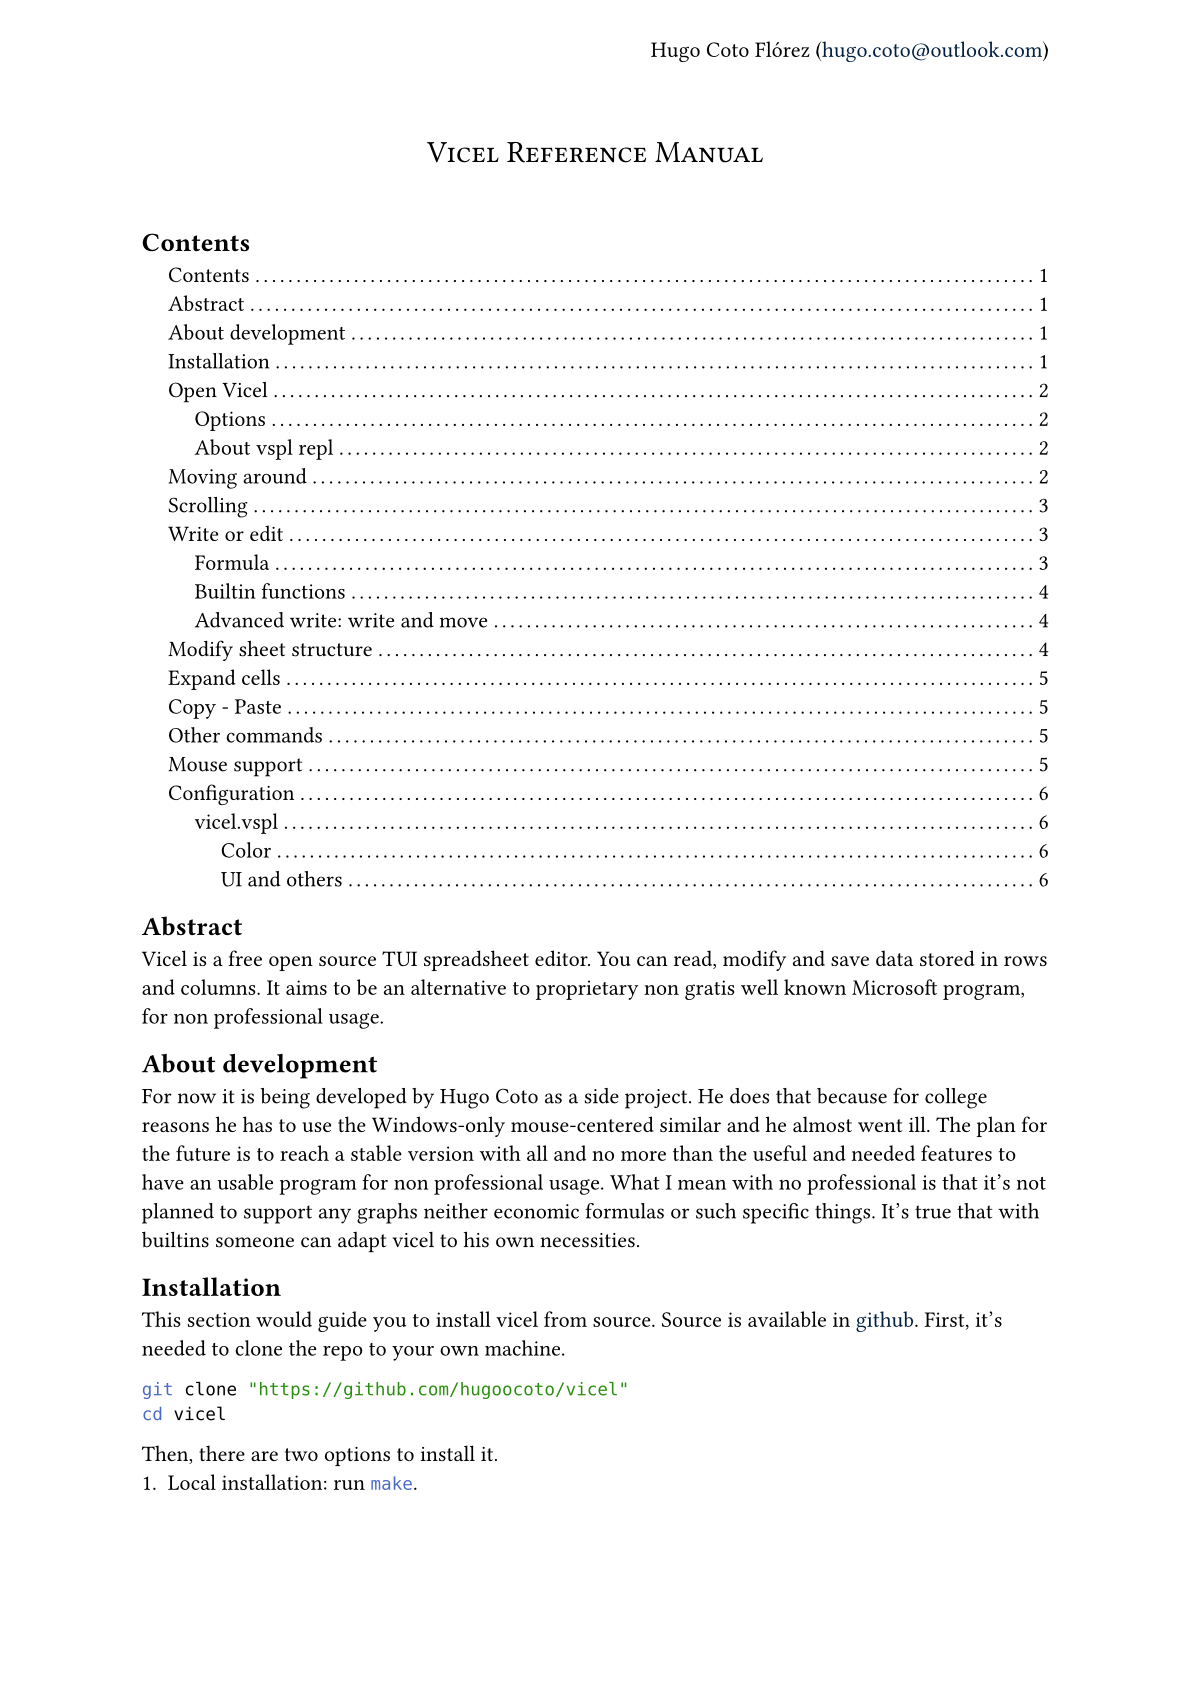 Hugo Coto Flórez (hugo.coto@outlook.com)
Vicel Reference Manual
Contents
Contents ........................................................ 1
Abstract ........................................................ 1
About development ........................................................ 1
Installation ........................................................ 1
Open Vicel ........................................................ 2
Options ........................................................ 2
About vspl repl ........................................................ 2
Moving around ........................................................ 2
Scrolling ........................................................ 3
Write or edit ........................................................ 3
Formula ........................................................ 3
Builtin functions ........................................................ 4
Advanced write: write and move ........................................................ 4
Modify sheet structure ........................................................ 4
Expand cells ........................................................ 5
Copy - Paste ........................................................ 5
Other commands ........................................................ 5
Mouse support ........................................................ 5
Configuration ........................................................ 6
vicel.vspl ........................................................ 6
Color ........................................................ 6
UI and others ........................................................ 6
Abstract
Vicel is a free open source TUI spreadsheet editor. You can read, modify and save data stored in rows
and columns. It aims to be an alternative to proprietary non gratis well known Microsoft program,
for non professional usage.
About development
For now it is being developed by Hugo Coto as a side project. He does that because for college
reasons he has to use the Windows-only mouse-centered similar and he almost went ill. The plan for
the future is to reach a stable version with all and no more than the useful and needed features to
have an usable program for non professional usage. What I mean with no professional is that it's not
planned to support any graphs neither economic formulas or such specific things. It's true that with
builtins someone can adapt vicel to his own necessities.
Installation
This section would guide you to install vicel from source. Source is available in github. First, it's
needed to clone the repo to your own machine.
git clone "https://github.com/hugoocoto/vicel"
cd vicel
Then, there are two options to install it.
1. Local installation: run make.